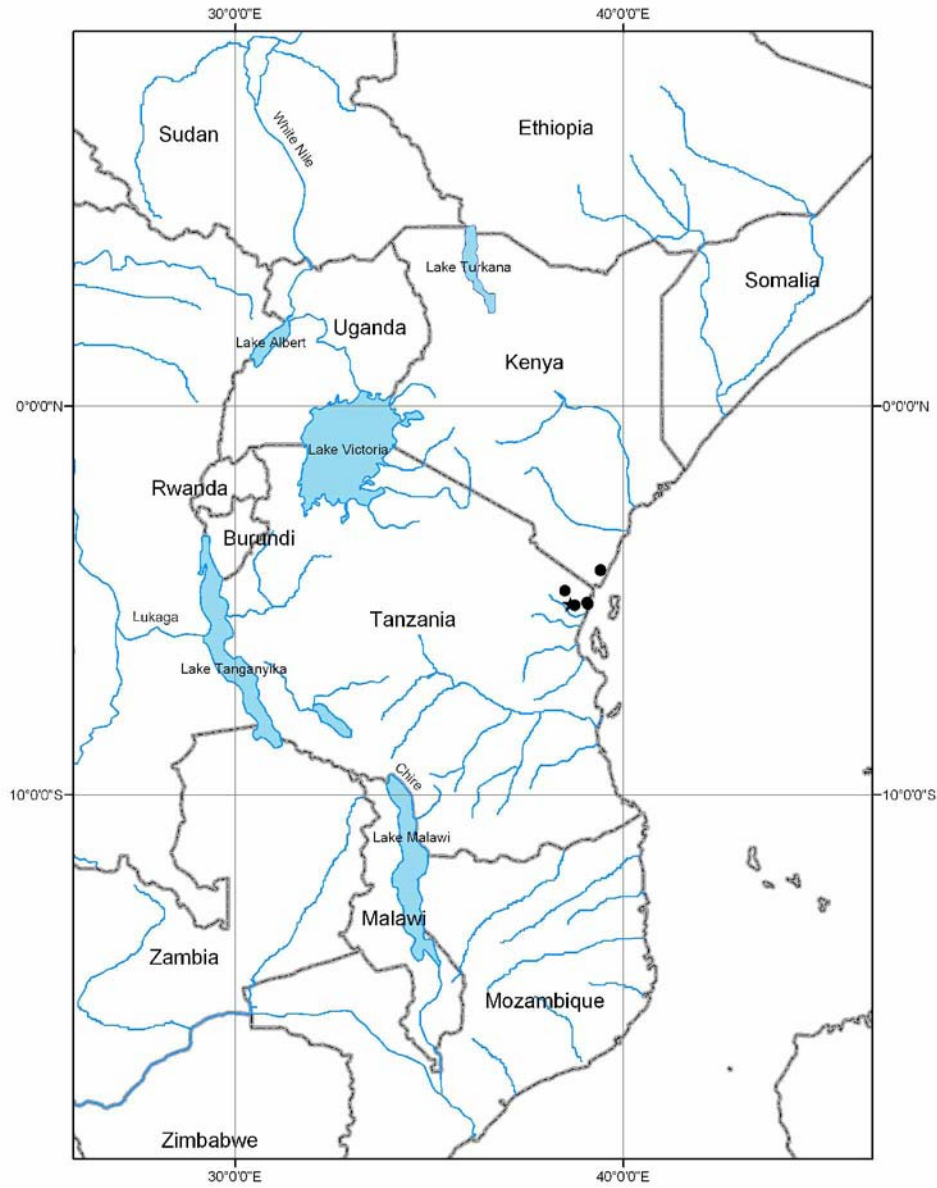 30°0'0"E 40°0'0"E
Sudan
White Nile
Ethiopia
Lake Turkana
Somalia
Uganda
Lake Albert
Kenya
0°0'0"N 0°0'0"N
Lake Victoria
Rwanda
Burundi
Lukaga
Tanzania
Lake Tanganyika
Chire
10°0'0"S 10°0'0"S
Lake Malawi
Malawi
Zambia
Mozambique
Zimbabwe
30°0'0"E 40°0'0"E